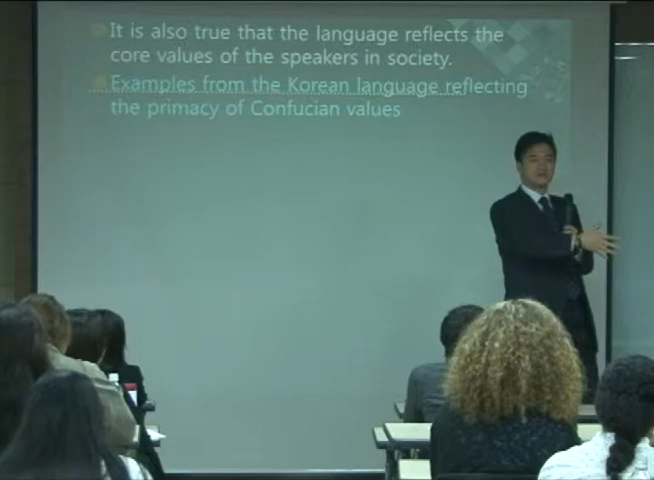 It is also true that the language reflects the
core values of the speakers in society.
Examples from the Korean language reflecting
the primacy of Confucian values